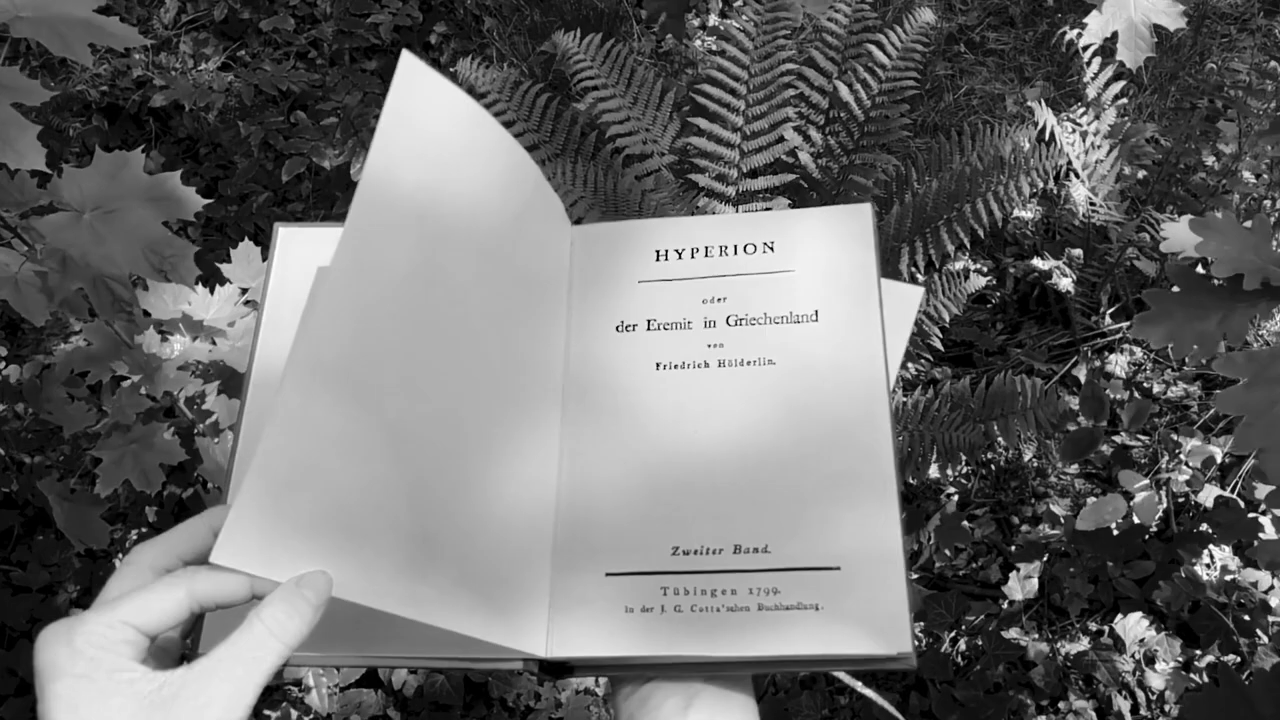 HYPERION
oder
der Eremit in Griechenland
von
Friedrich Hölderlin.
Zweiter Band.
Tübingen 1799.
in der J. G. Cotta'schen Buchhandlung.